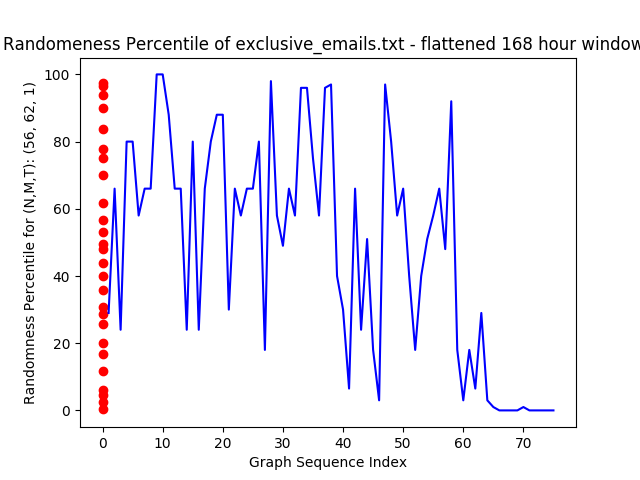 Randomeness Percentile of exclusive_emails.txt - flattened 168 hour window
Randomness Percentile for (N,M,T): (56, 62, 1)
100
80
60
40
20
0
0 10 20 30 40 50 60 70
Graph Sequence Index